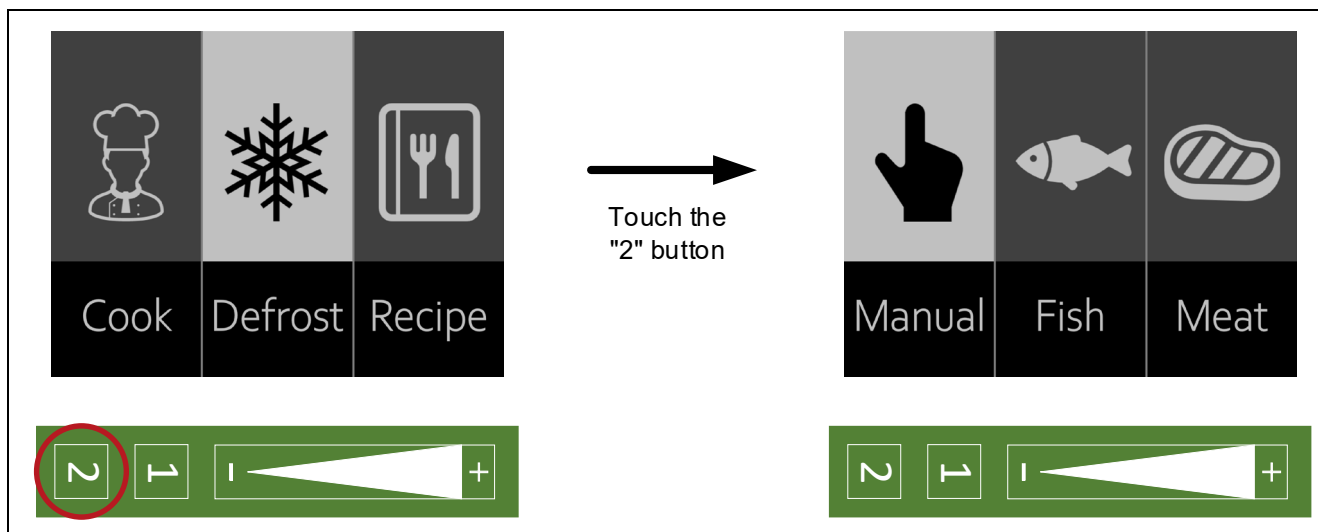 Cook Defrost Recipe
Touch the
"2" button
Manual Fish Meat
2 1 - +
2 1 - +